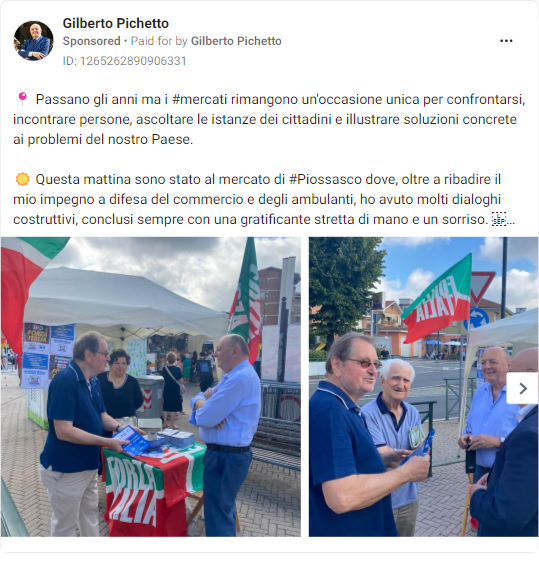 Gilberto Pichetto
Sponsored • Paid for by Gilberto Pichetto
ID: 1265262890906331
📍 Passano gli anni ma i #mercati rimangono un'occasione unica per confrontarsi,
incontrare persone, ascoltare le istanze dei cittadini e illustrare soluzioni concrete
ai problemi del nostro Paese.
🌞 Questa mattina sono stato al mercato di #Piossasco dove, oltre a ribadire il
mio impegno a difesa del commercio e degli ambulanti, ho avuto molti dialoghi
costruttivi, conclusi sempre con una gratificante stretta di mano e un sorriso. SEP...
FORZA
ITALIA
FORZA
ITALIA
FORZA
ITALIA